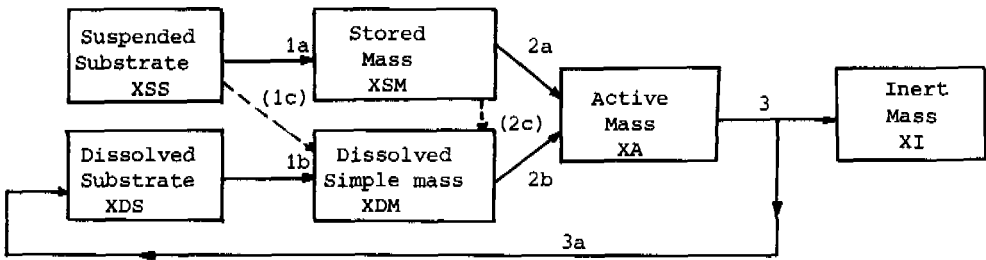 Suspended
Substrate
XSS
1a
Stored
Mass
XSM
2a
(1c)
(2c)
Dissolved
Substrate
XDS
1b
Dissolved
Simple mass
XDM
2b
Active
Mass
XA
3
Inert
Mass
XI
3a